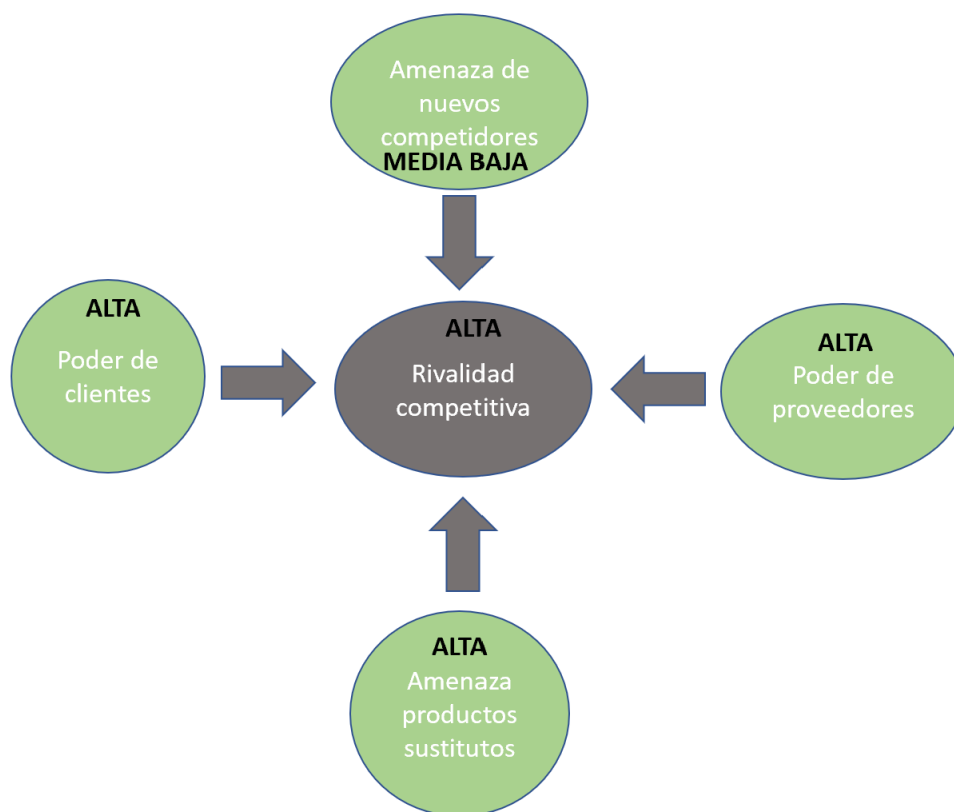 Amenaza de
nuevos
competidores
MEDIA BAJA
ALTA
Poder de
clientes
ALTA
Rivalidad
competitiva
ALTA
Poder de
proveedores
ALTA
Amenaza
productos
sustitutos